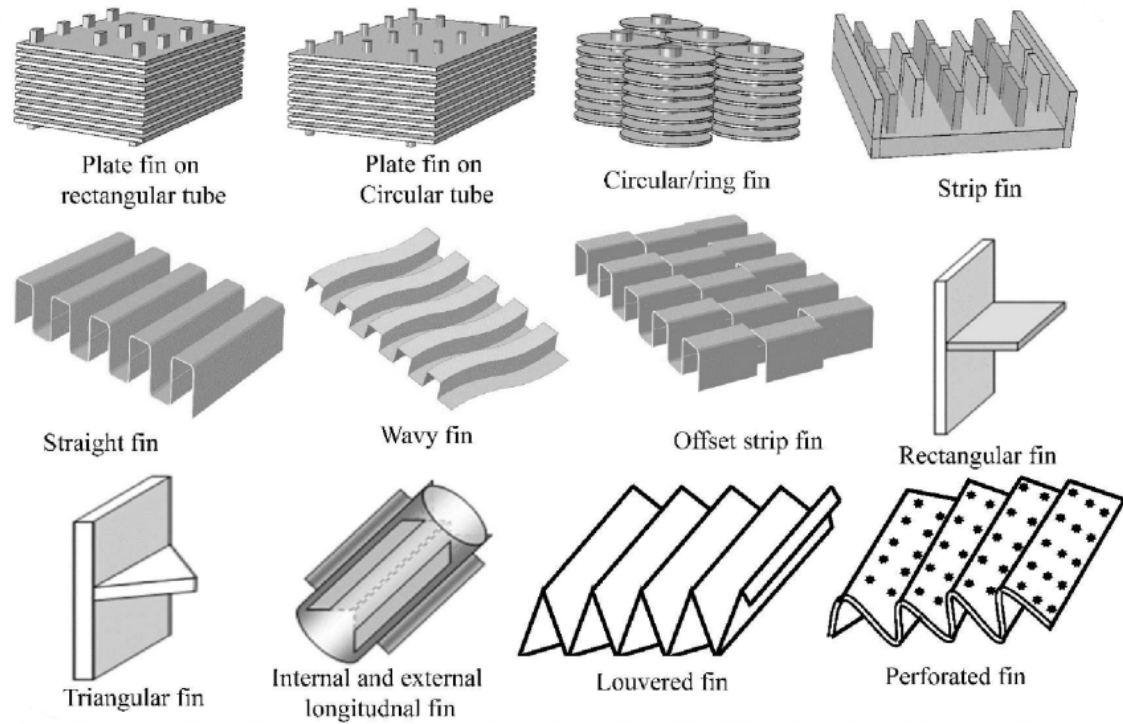 Plate fin on
rectangular tube
Plate fin on
Circular tube
Circular/ring fin
Strip fin
Straight fin
Wavy fin
Offset strip fin
Rectangular fin
Triangular fin
Internal and external
longitudnal fin
Louvered fin
Perforated fin